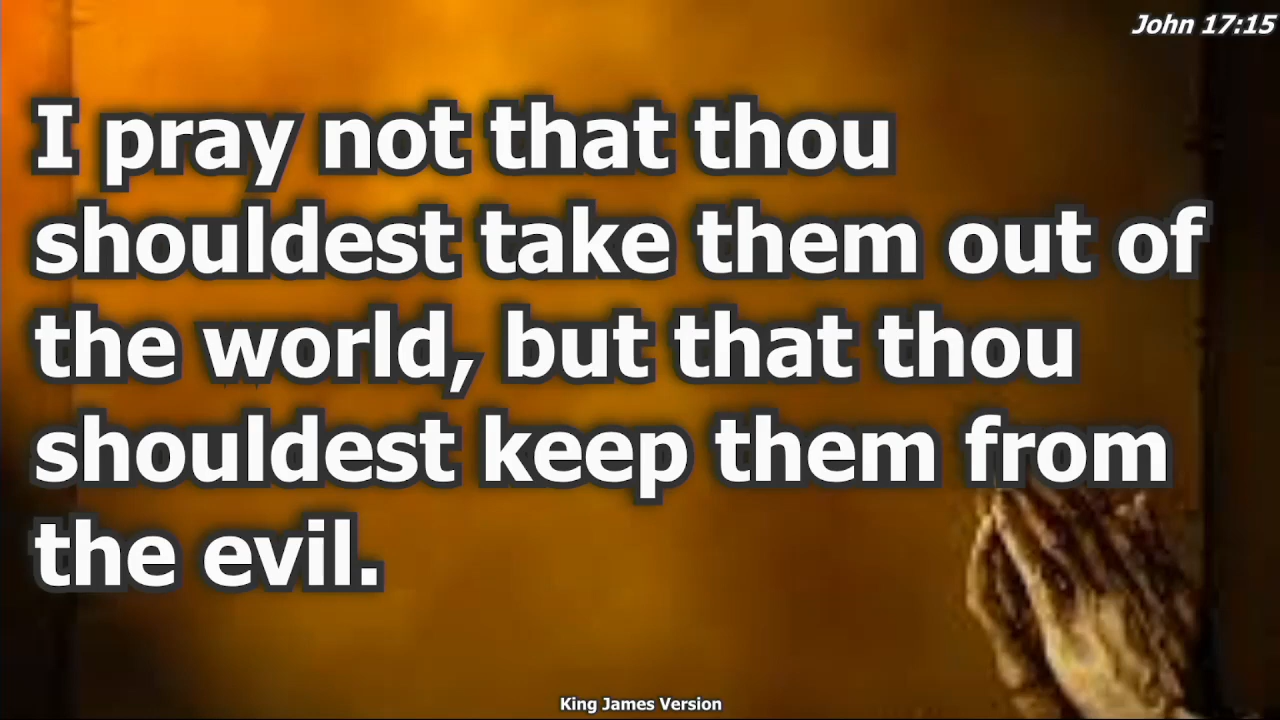 John 17:15
I pray not that thou
shouldest take them out of
the world, but that thou
shouldest keep them from
the evil.
King James Version